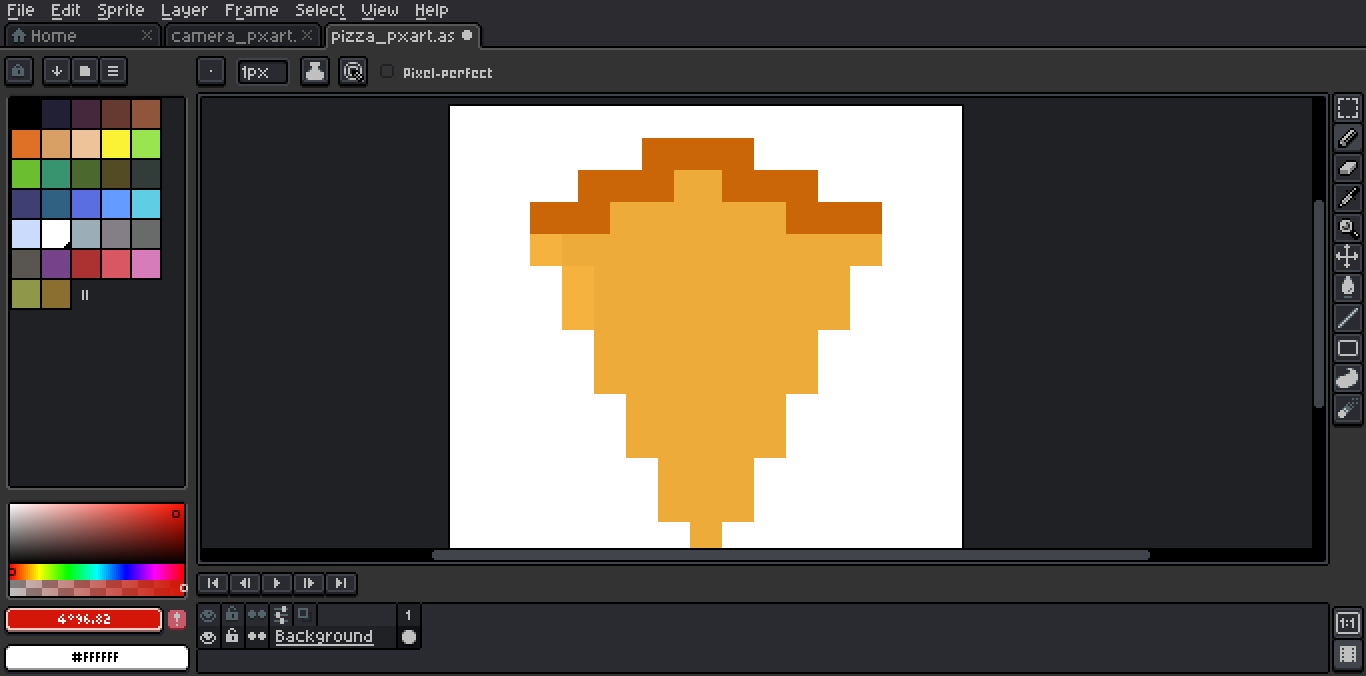 File Edit Sprite Layer Frame Select View Help
Home camera_pxart. pizza_pxart.as
1px Pixel-perfect
4°96.82
#FFFFFF
1
Background
1:1